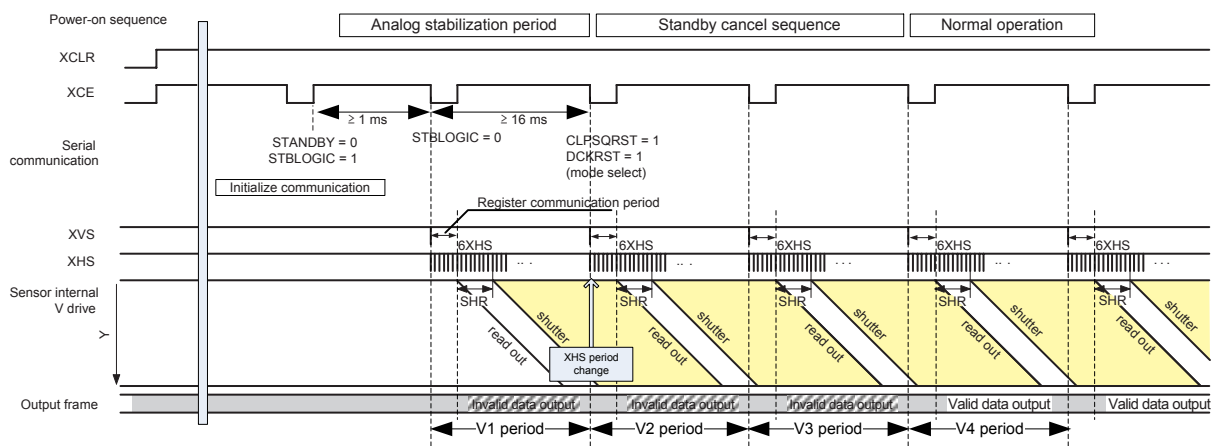 Power-on sequence
Analog stabilization period
Standby cancel sequence
Normal operation
XCLR
XCE
≥ 1 ms
≥ 16 ms
Serial
communication
STANDBY = 0
STBLOGIC = 1
STBLOGIC = 0
CLPSQRST = 1
DCKRST = 1
(mode select)
Initialize communication
Register communication period
XVS
6XHS
6XHS
6XHS
6XHS
6XHS
XHS
.. .
.. .
.. .
.. .
.. .
Sensor internal
V drive
Y
SHR
SHR
SHR
SHR
SHR
shutter
shutter
shutter
shutter
shutter
read out
read out
read out
read out
read out
XHS period
change
Output frame
Invalid data output
Invalid data output
Invalid data output
Valid data output
Valid data output
V1 period
V2 period
V3 period
V4 period